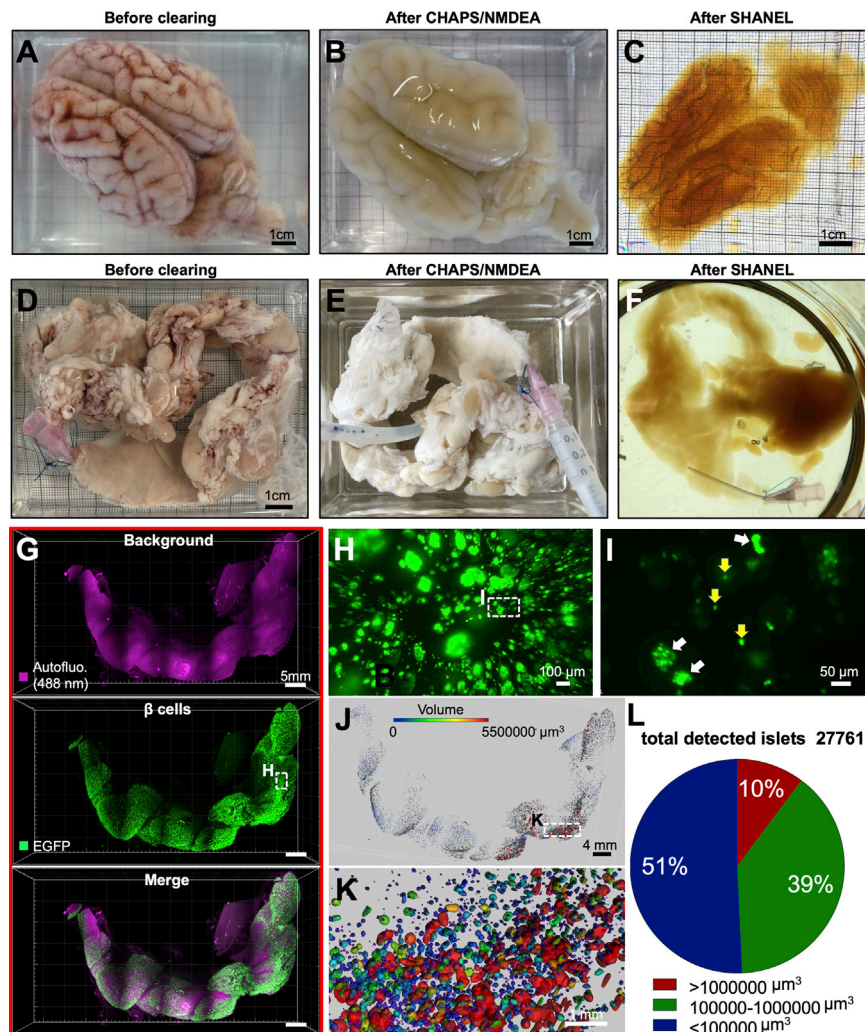 Before clearing
After CHAPS/NMDEA
After SHANEL
A
B
C
1cm
1cm
1cm
Before clearing
After CHAPS/NMDEA
After SHANEL
D
E
F
1cm
G
Background
Autofluo.
(488 nm)
5mm
β cells
H
EGFP
Merge
H
I
B
100 µm
I
50 µm
J
Volume
0
5500000 µm³
K
4 mm
K
1 mm
L
total detected islets 27761
10%
39%
51%
>1000000 µm³
100000-1000000 µm³
<100000 µm³